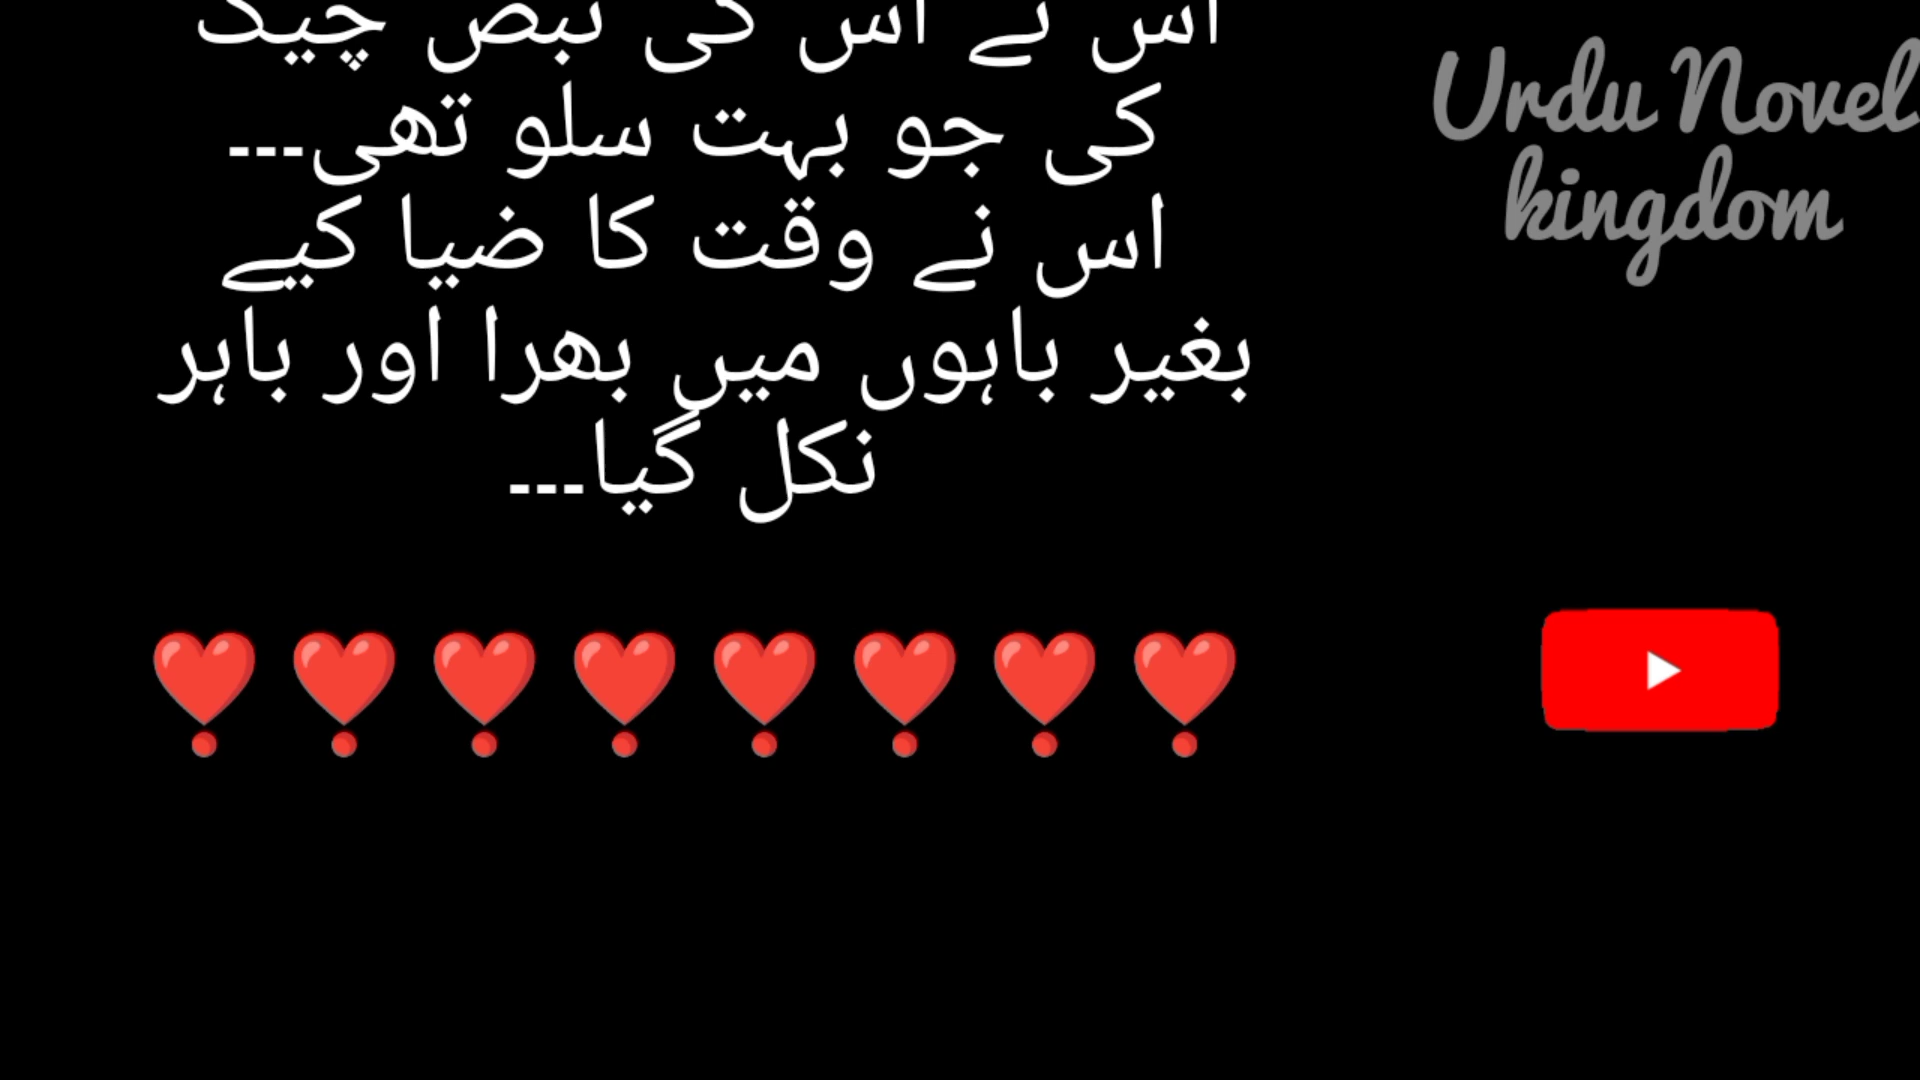 اس نے اس کی نبض چیک
کی جو بہت سلو تھی---
اس نے وقت کا ضیا کیے
بغیر باہوں میں بھرا اور باہر
نکل گیا---
❣️❣️❣️❣️❣️❣️❣️❣️
Urdu Novel
kingdom